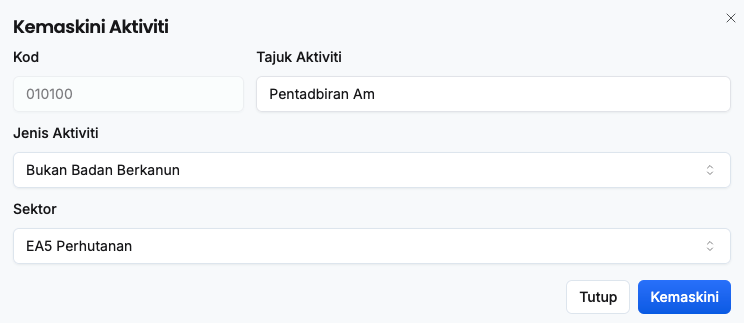 Kemaskini Aktiviti
Kod
Tajuk Aktiviti
010100
Pentadbiran Am
Jenis Aktiviti
Bukan Badan Berkanun
Sektor
EA5 Perhutanan
Tutup
Kemaskini